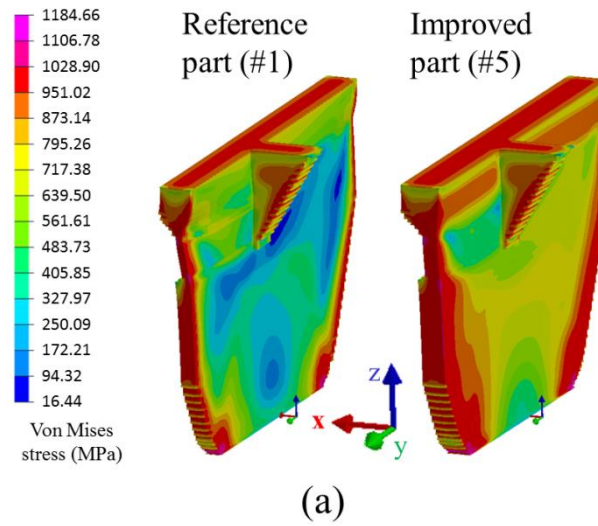 1184.66
1106.78
1028.90
951.02
873.14
795.26
717.38
639.50
561.61
483.73
405.85
327.97
250.09
172.21
94.32
16.44
Von Mises
stress (MPa)
Reference
part (#1)
Improved
part (#5)
z
x
y
(a)